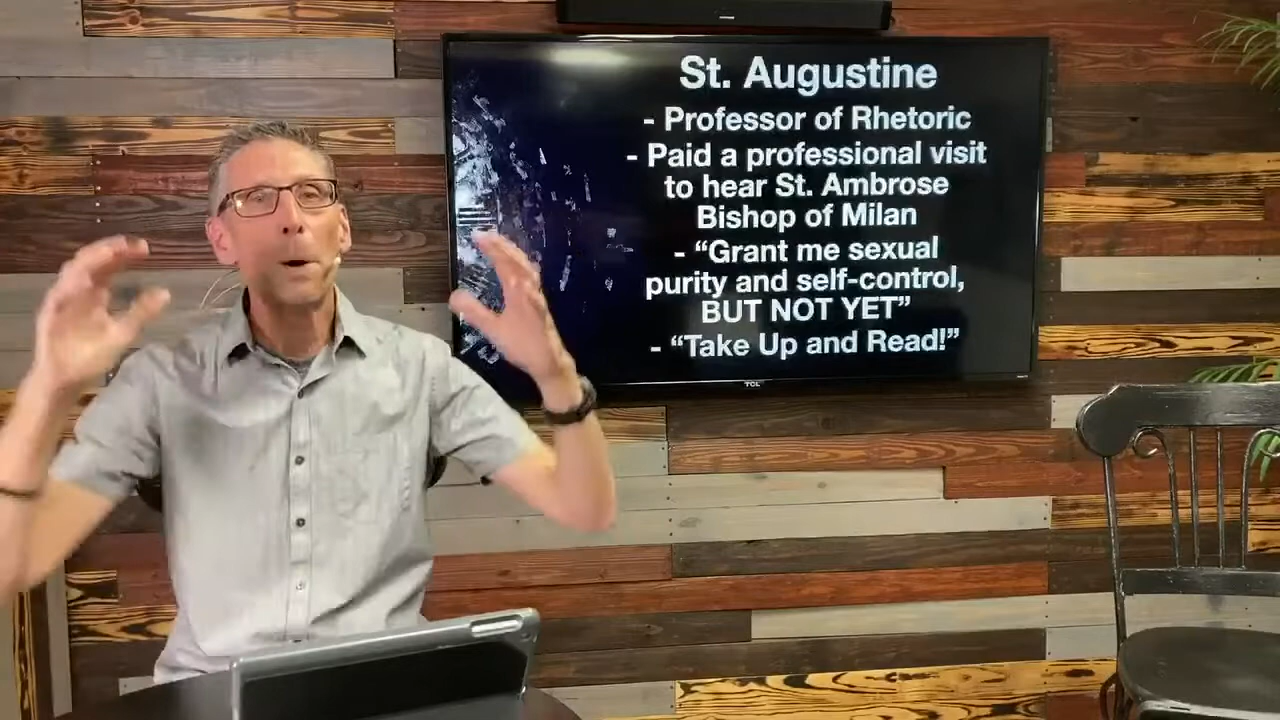 St. Augustine
- Professor of Rhetoric
- Paid a professional visit
to hear St. Ambrose
Bishop of Milan
- “Grant me sexual
purity and self-control,
BUT NOT YET”
- “Take Up and Read!”
TCL